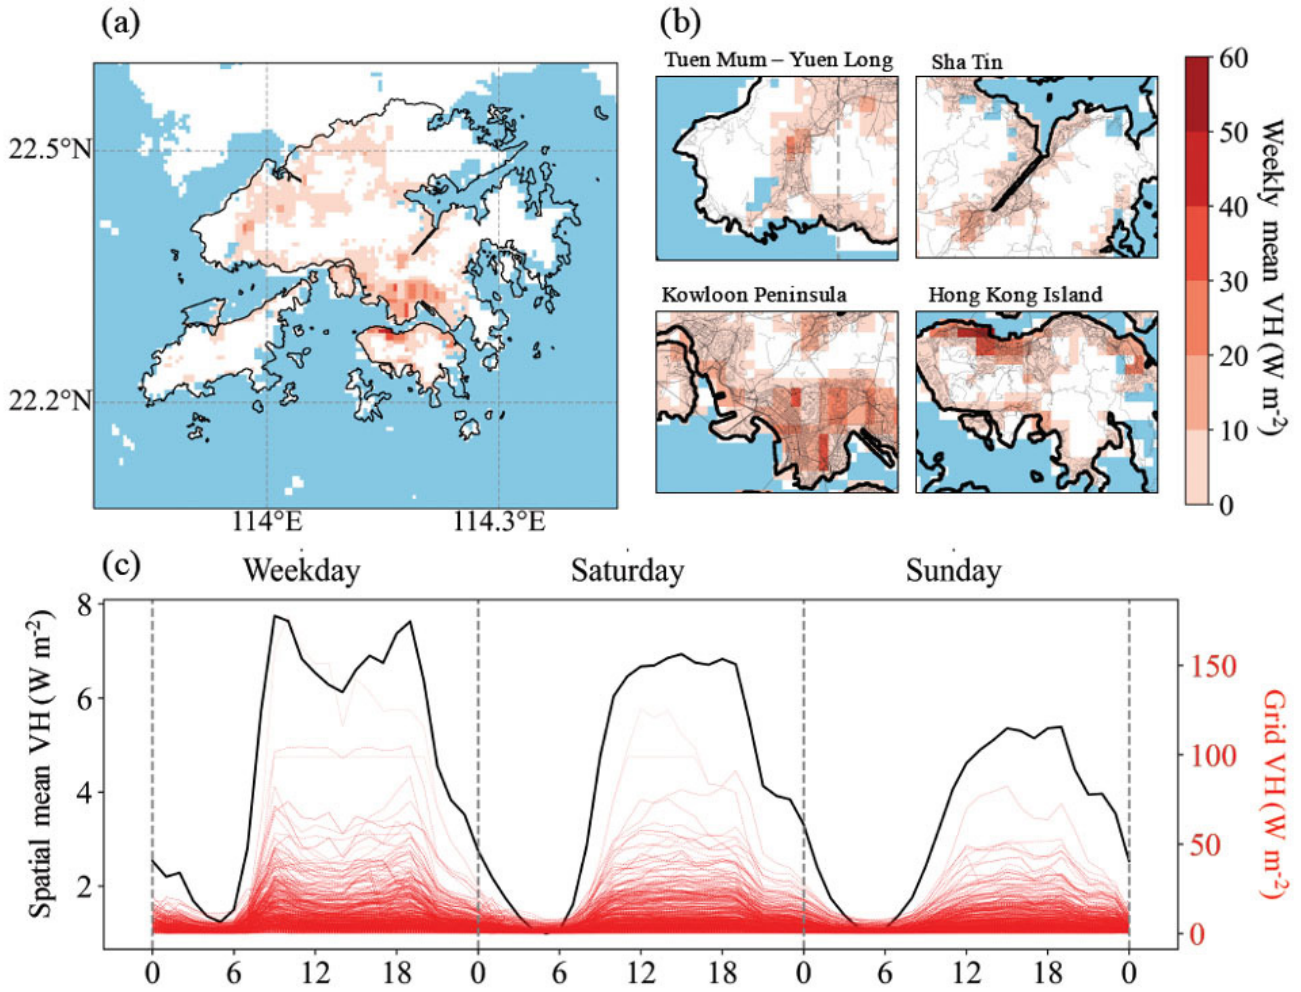 (a)
22.5°N
22.2°N
114°E
114.3°E
(b)
Tuen Mum – Yuen Long
Sha Tin
Kowloon Peninsula
Hong Kong Island
60
50
40
30
20
10
0
Weekly mean VH (W m-2)
(c)
Weekday
Saturday
Sunday
8
6
4
2
Spatial mean VH (W m-2)
150
100
50
0
Grid VH (W m-2)
0 6 12 18 0 6 12 18 0 6 12 18 0